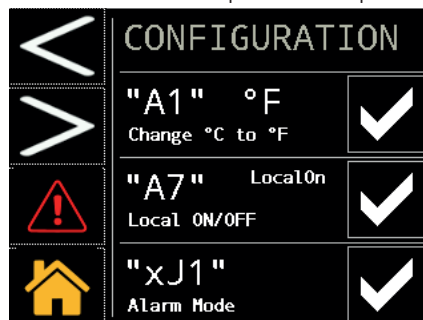 CONFIGURATION
"A1" °F
Change °C to °F
"A7" LocalOn
Local ON/OFF
"xJ1"
Alarm Mode